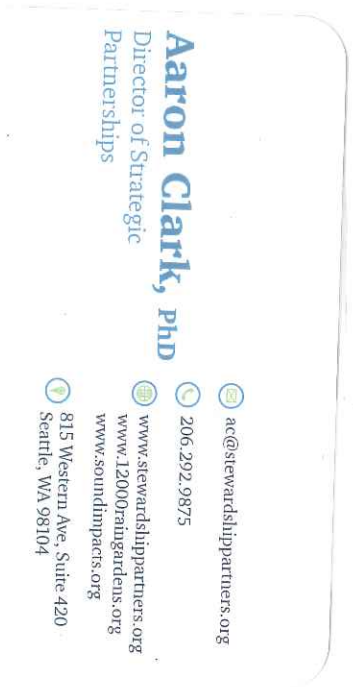 Aaron Clark, PhD
Director of Strategic
Partnerships
ac@stewardshippartners.org
206.292.9875
www.stewardshippartners.org
www.12000raingardens.org
www.soundimpacts.org
815 Western Ave, Suite 420
Seattle, WA 98104